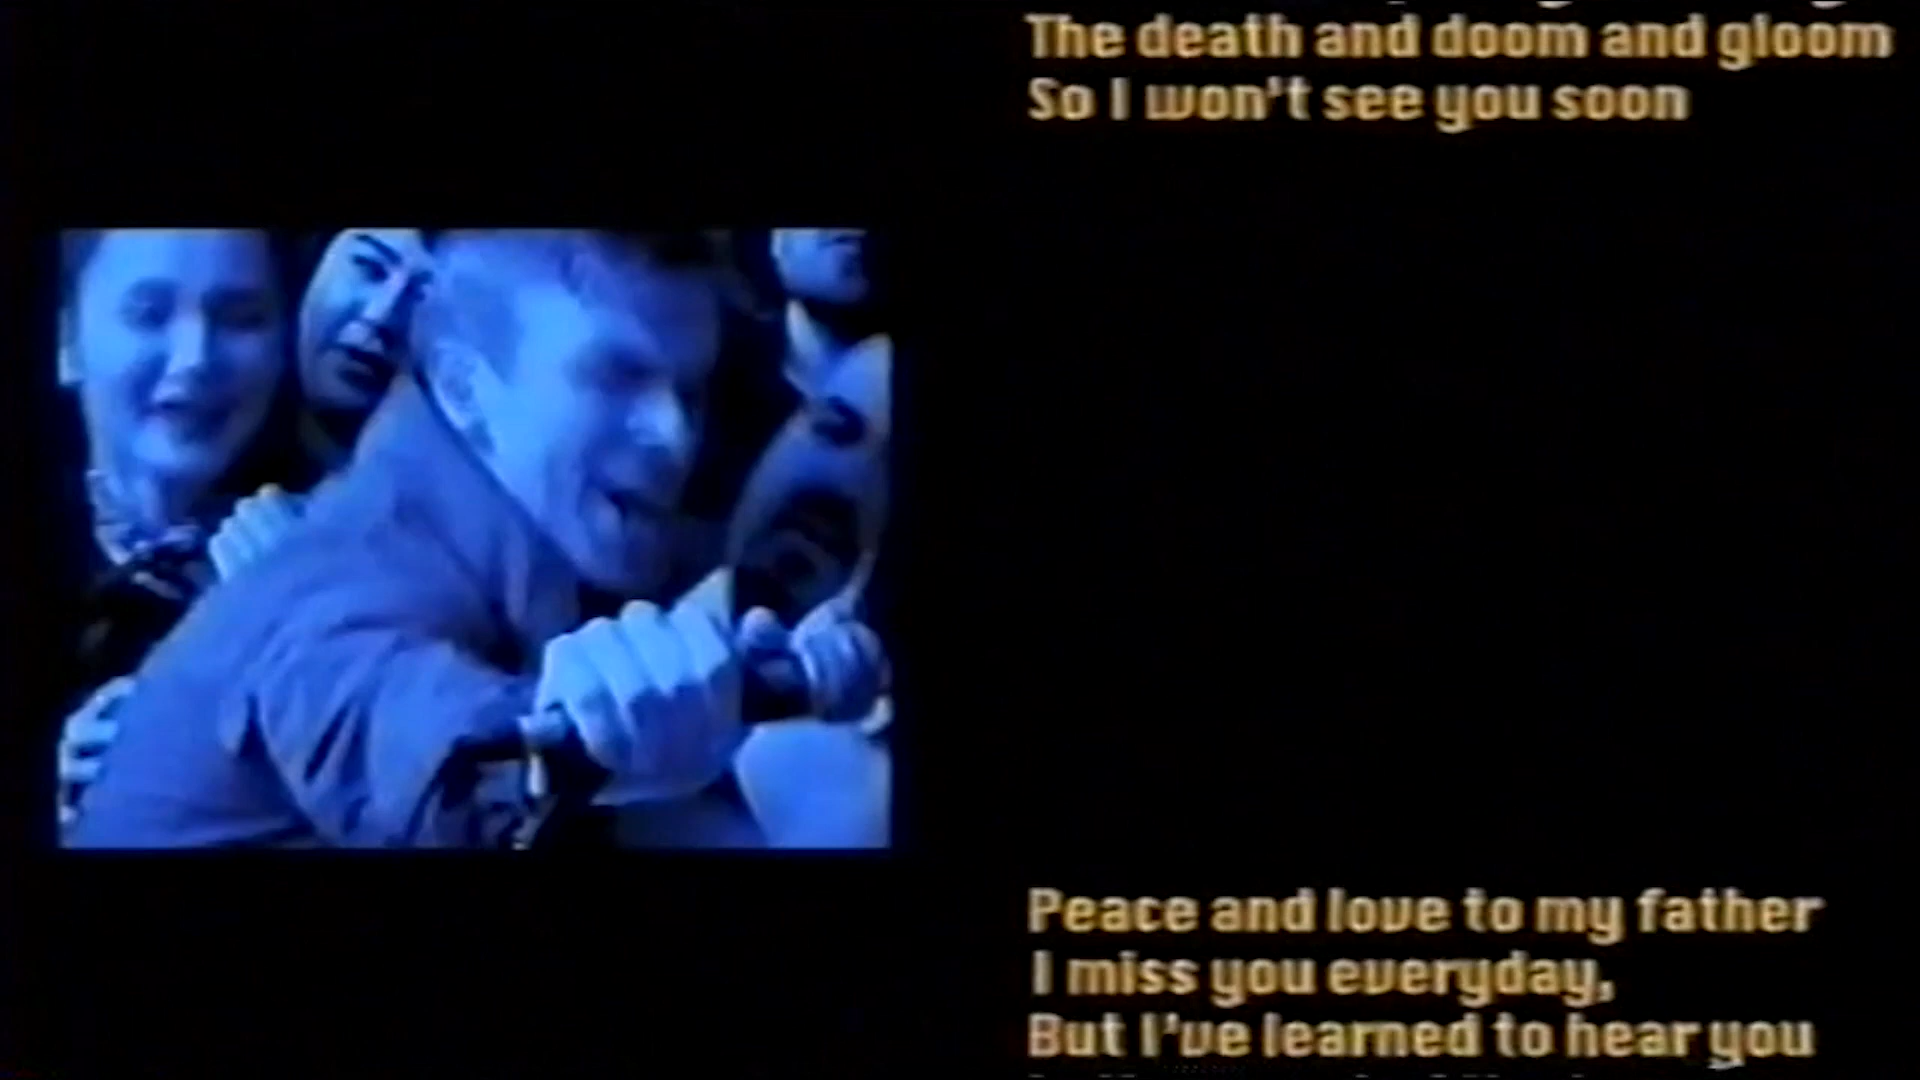 The death and doom and gloom
So I won't see you soon
Peace and love to my father
I miss you everyday,
But I've learned to hear you